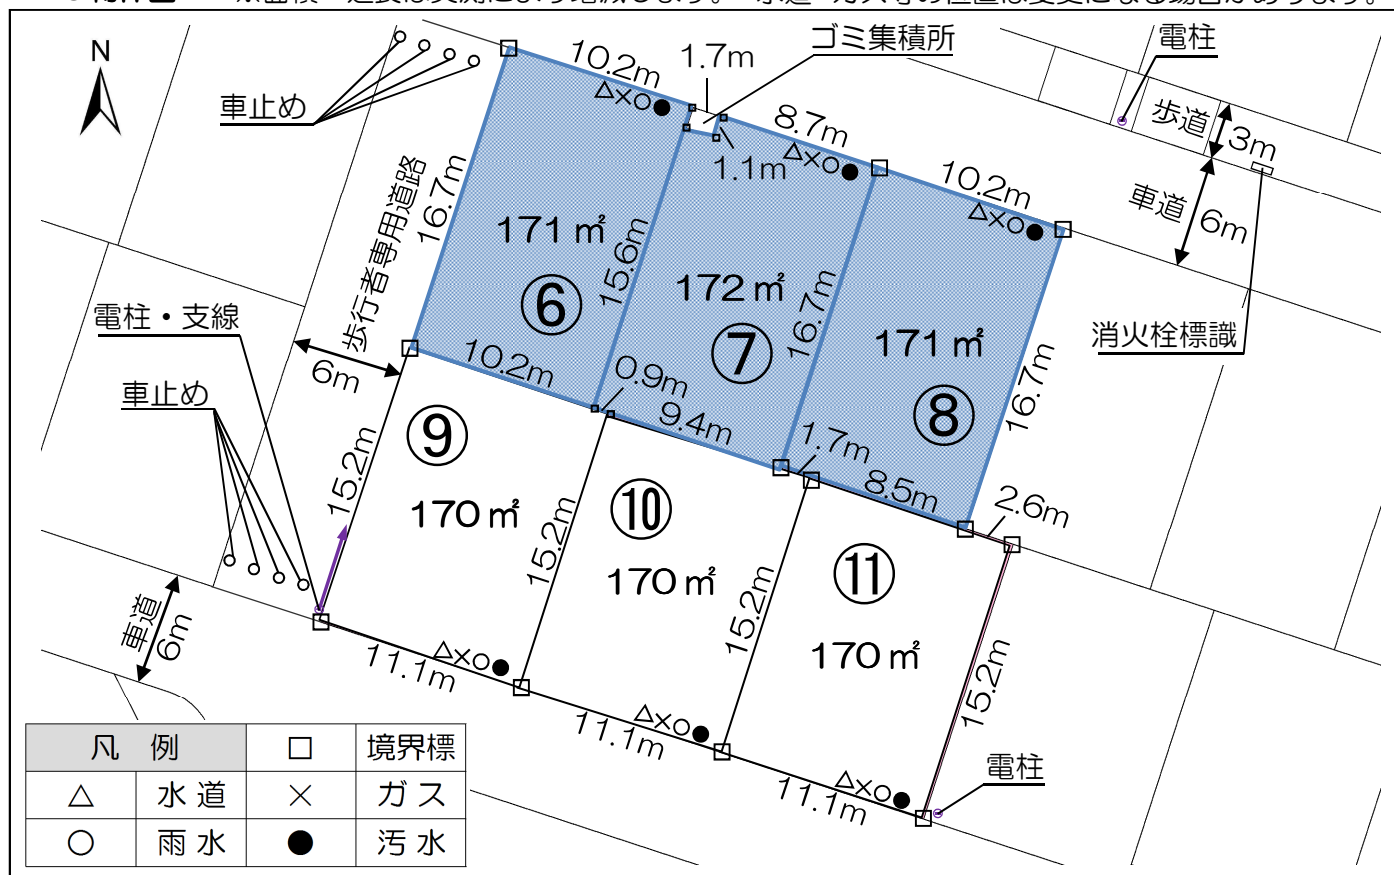 N
車止め
10.2m
1.7m
ゴミ集積所
電柱
△×○●
8.7m
1.1m
△×○●
10.2m
△×○●
歩道
3m
車道
6m
消火栓標識
歩行者専用道路
16.7m
171㎡
⑥
15.6m
172㎡
⑦
16.7m
171㎡
⑧
16.7m
電柱・支線
6m
車止め
10.2m
0.9m
9.4m
1.7m
8.5m
2.6m
⑨
170㎡
15.2m
⑩
170㎡
15.2m
⑪
170㎡
15.2m
15.2m
車道
6m
11.1m
△×○●
11.1m
△×○●
11.1m
△×○●
電柱
凡 例 □ 境界標
△ 水道 × ガス
○ 雨水 ● 汚水